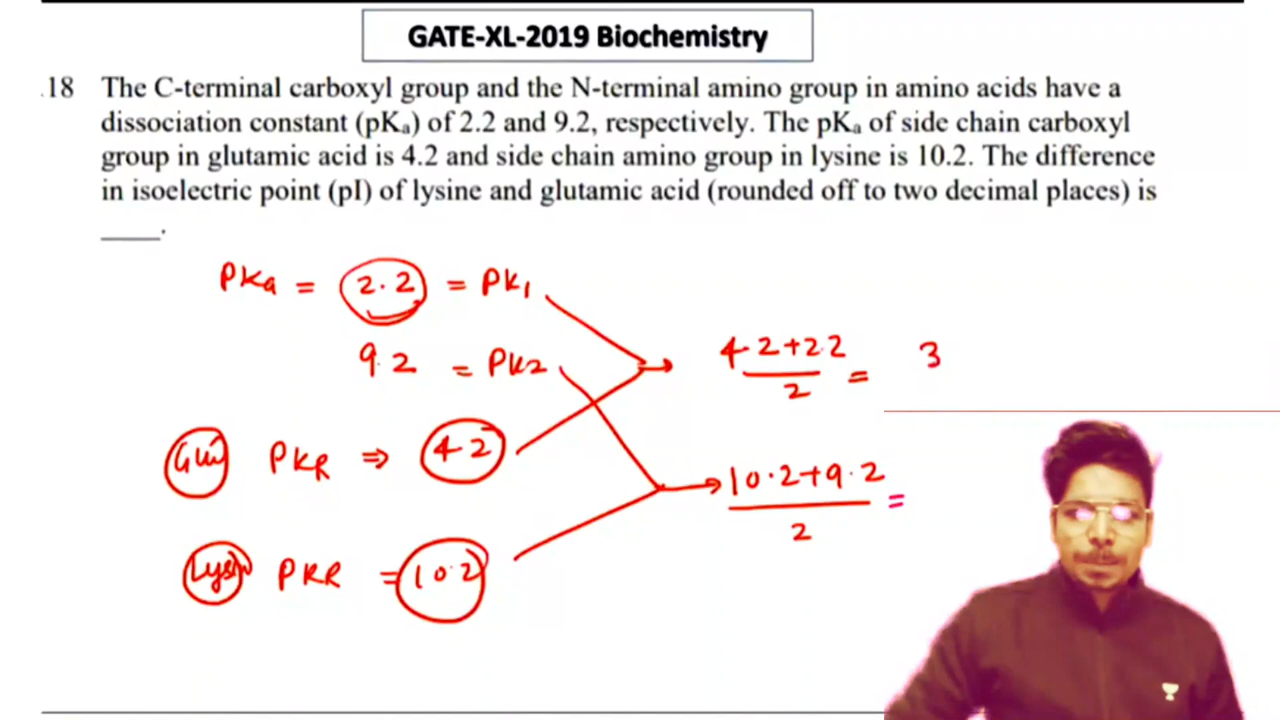 GATE-XL-2019 Biochemistry
.18 The C-terminal carboxyl group and the N-terminal amino group in amino acids have a
dissociation constant (pKₐ) of 2.2 and 9.2, respectively. The pKₐ of side chain carboxyl
group in glutamic acid is 4.2 and side chain amino group in lysine is 10.2. The difference
in isoelectric point (pI) of lysine and glutamic acid (rounded off to two decimal places) is
____.
PKa = 2.2 = PK1
9.2 = PK2
4.2+2.2 / 2 = 3
Glu PKR ⇒ 4.2
10.2+9.2 / 2 =
Lysin PKR = 10.2